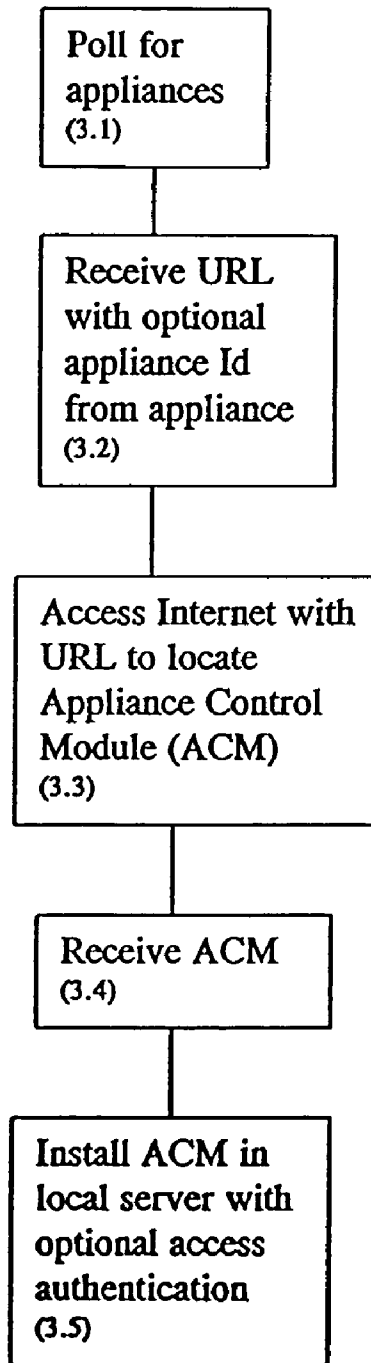 Poll for
appliances
(3.1)
Receive URL
with optional
appliance Id
from appliance
(3.2)
Access Internet with
URL to locate
Appliance Control
Module (ACM)
(3.3)
Receive ACM
(3.4)
Install ACM in
local server with
optional access
authentication
(3.5)